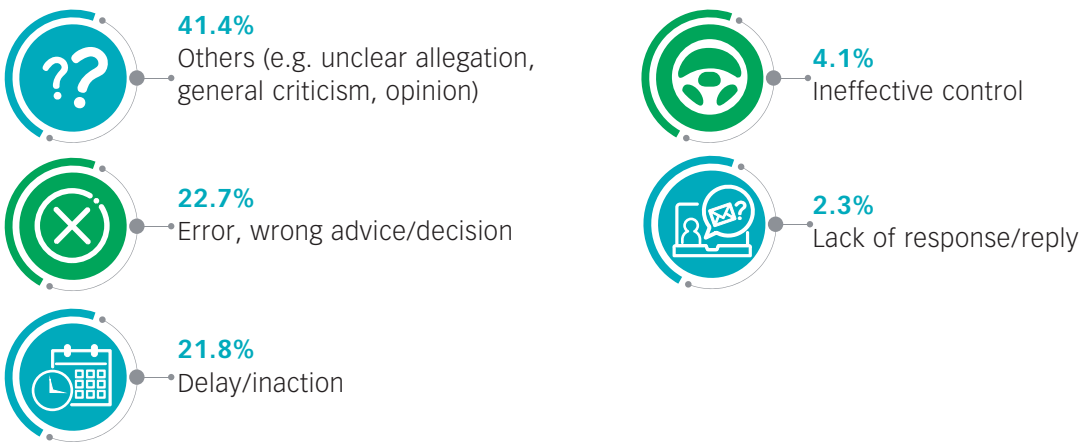 41.4%
Others (e.g. unclear allegation,
general criticism, opinion)
22.7%
Error, wrong advice/decision
21.8%
Delay/inaction
4.1%
Ineffective control
2.3%
Lack of response/reply